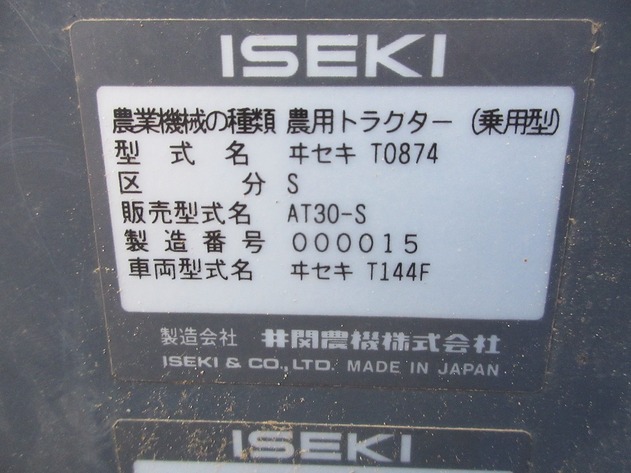 ISEKI
農業機械の種類 農用トラクター (乗用型)
型式名 ヰセキ T0874
区分 S
販売型式名 AT30-S
製造番号 000015
車両型式名 ヰセキ T144F
製造会社 井関農機株式会社
ISEKI & CO., LTD. MADE IN JAPAN
ISEKI